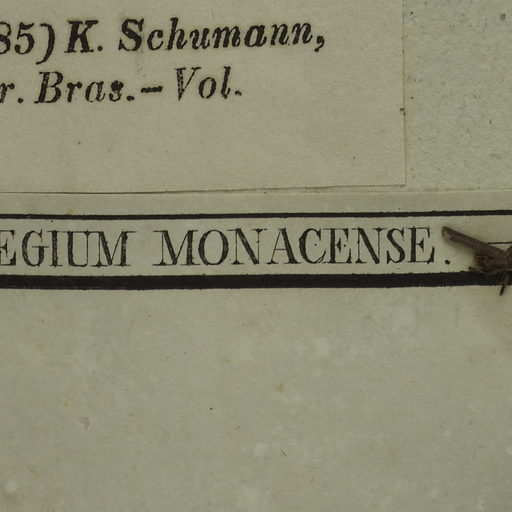 85) K. Schumann,
r. Bras.—Vol.
EGIUM MONACENSE.